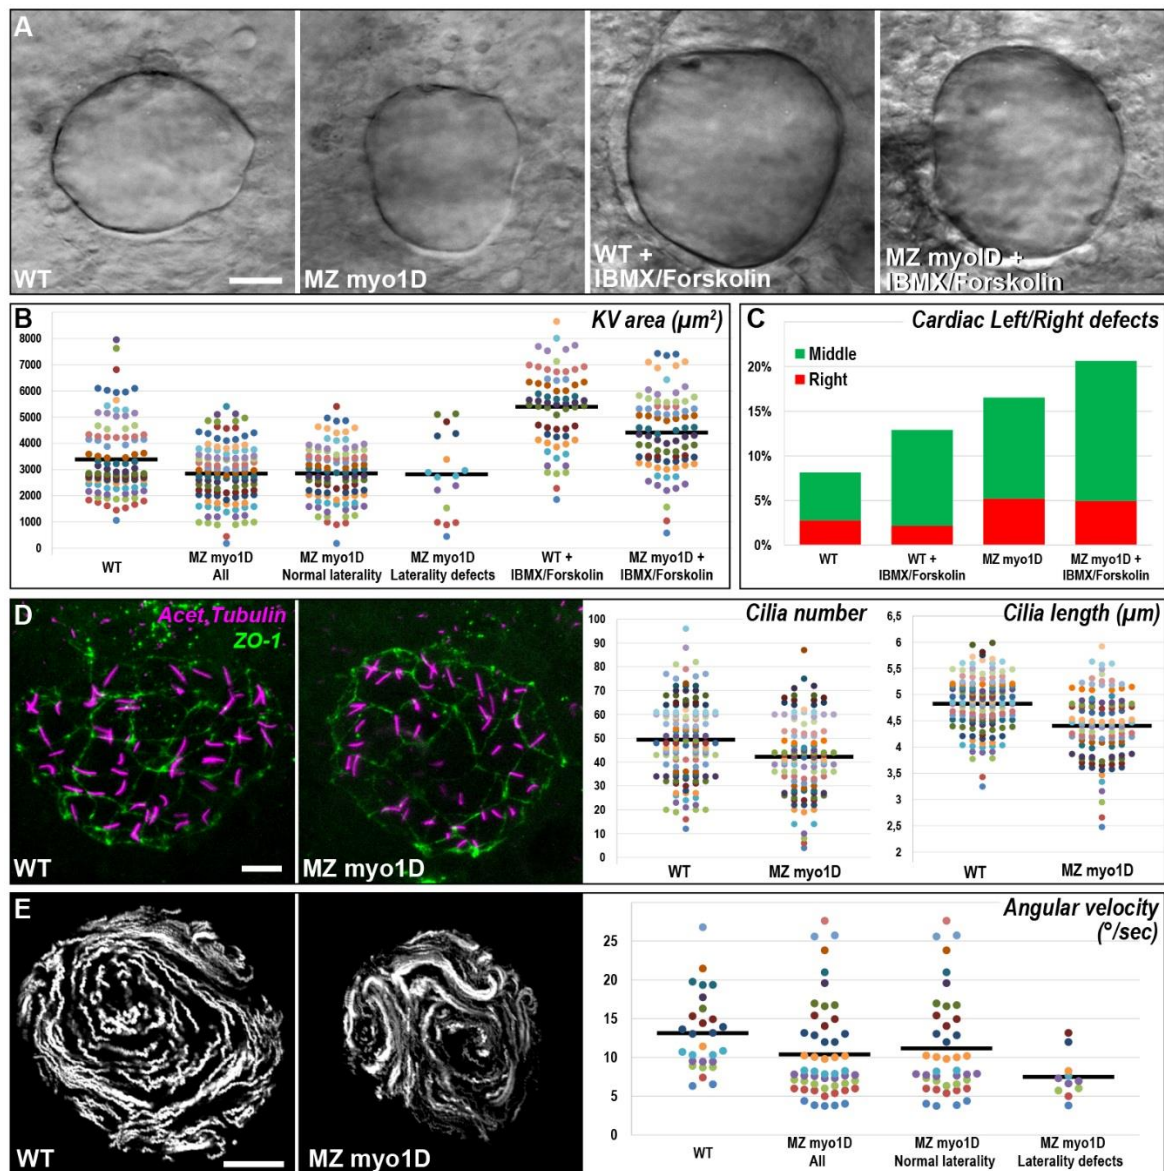 A
WT
MZ myo1D
WT +
IBMX/Forskolin
MZ myoID +
IBMX/Forskolin
B
KV area (µm²)
8000
7000
6000
5000
4000
3000
2000
1000
0
WT
MZ myo1D
All
MZ myo1D
Normal laterality
MZ myo1D
Laterality defects
WT +
IBMX/Forskolin
MZ myo1D +
IBMX/Forskolin
C
Cardiac Left/Right defects
Middle
Right
20%
15%
10%
5%
0%
WT
WT +
IBMX/Forskolin
MZ myo1D
MZ myo1D +
IBMX/Forskolin
D
Acet.Tubulin
ZO-1
WT
MZ myo1D
Cilia number
100
90
80
70
60
50
40
30
20
10
0
WT
MZ myo1D
Cilia length (µm)
6,5
6
5,5
5
4,5
4
3,5
3
2,5
2
WT
MZ myo1D
E
WT
MZ myo1D
Angular velocity
(°/sec)
25
20
15
10
5
0
WT
MZ myo1D
All
MZ myo1D
Normal laterality
MZ myo1D
Laterality defects